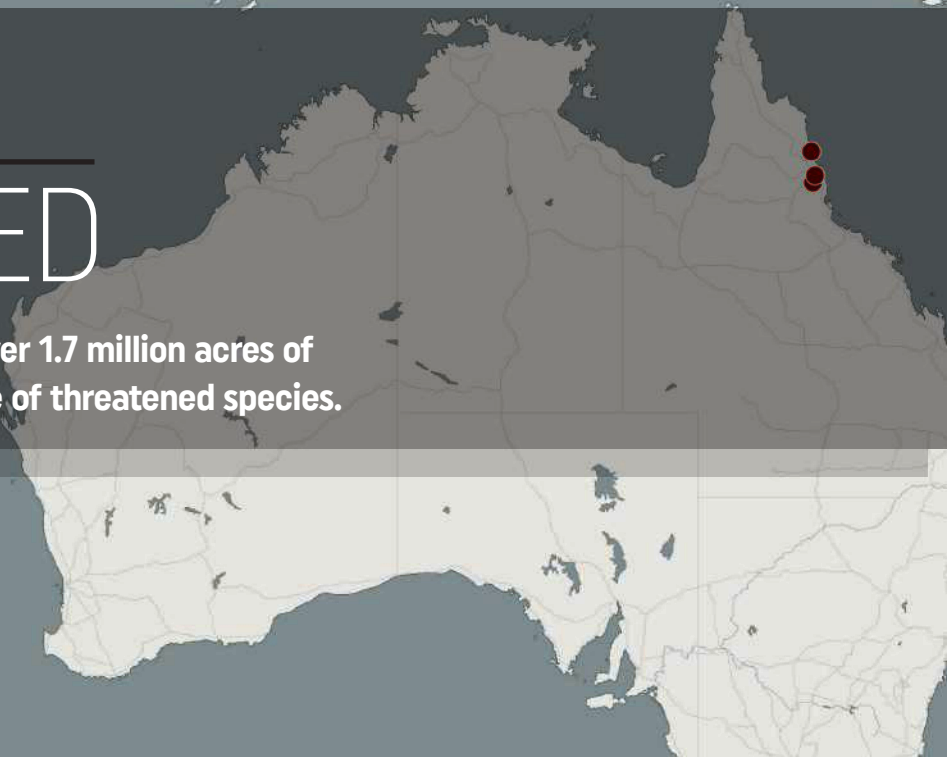 ED
er 1.7 million acres of
of threatened species.